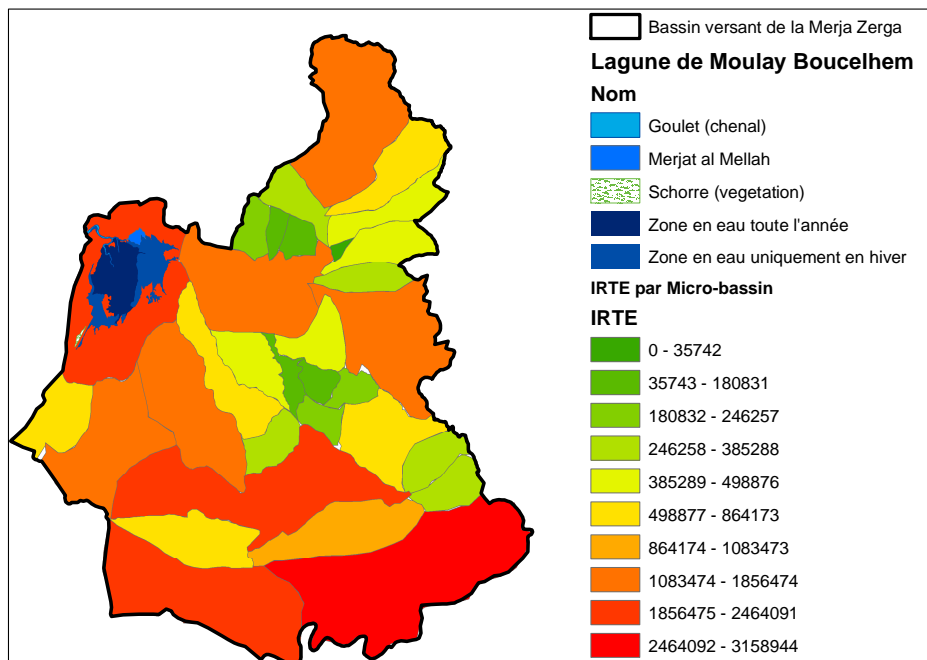 Bassin versant de la Merja Zerga
Lagune de Moulay Boucelhem
Nom
Goulet (chenal)
Merjat al Mellah
Schorre (vegetation)
Zone en eau toute l'année
Zone en eau uniquement en hiver
IRTE par Micro-bassin
IRTE
0 - 35742
35743 - 180831
180832 - 246257
246258 - 385288
385289 - 498876
498877 - 864173
864174 - 1083473
1083474 - 1856474
1856475 - 2464091
2464092 - 3158944